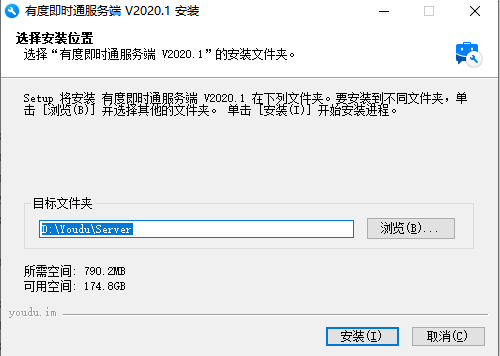 有度即时通服务端 V2020.1 安装
选择安装位置
选择“有度即时通服务端 V2020.1”的安装文件夹。
Setup 将安装 有度即时通服务端 V2020.1 在下列文件夹。要安装到不同文件夹，单
击 [浏览(B)] 并选择其他的文件夹。 单击 [安装(I)] 开始安装进程。
目标文件夹
D:\Youdu\Server
浏览(B)...
所需空间: 790.2MB
可用空间: 174.8GB
youdu.im
安装(I)
取消(C)